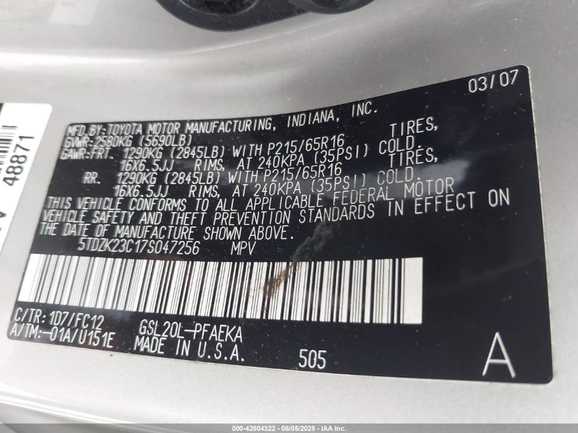 03/07
MFD.BY:TOYOTA MOTOR MANUFACTURING, INDIANA, INC.
GVWR:2580KG (5690LB)
GAWR:FRT. 1290KG (2845LB) WITH P215/65R16 TIRES,
16X6.5JJ RIMS, AT 240KPA (35PSI) COLD.
RR. 1290KG (2845LB) WITH P215/65R16 TIRES,
16X6.5JJ RIMS, AT 240KPA (35PSI) COLD.
THIS VEHICLE CONFORMS TO ALL APPLICABLE FEDERAL MOTOR
VEHICLE SAFETY AND THEFT PREVENTION STANDARDS IN EFFECT ON
THE DATE OF MANUFACTURE SHOWN ABOVE.
5TDZK23C17S047256 MPV
C/TR: 1D7/FC12 GSL20L-PFAEKA
A/TM:-01A/U151E MADE IN U.S.A. 505 A
48871
000-42804322 - 08/05/2025 - IAA Inc.